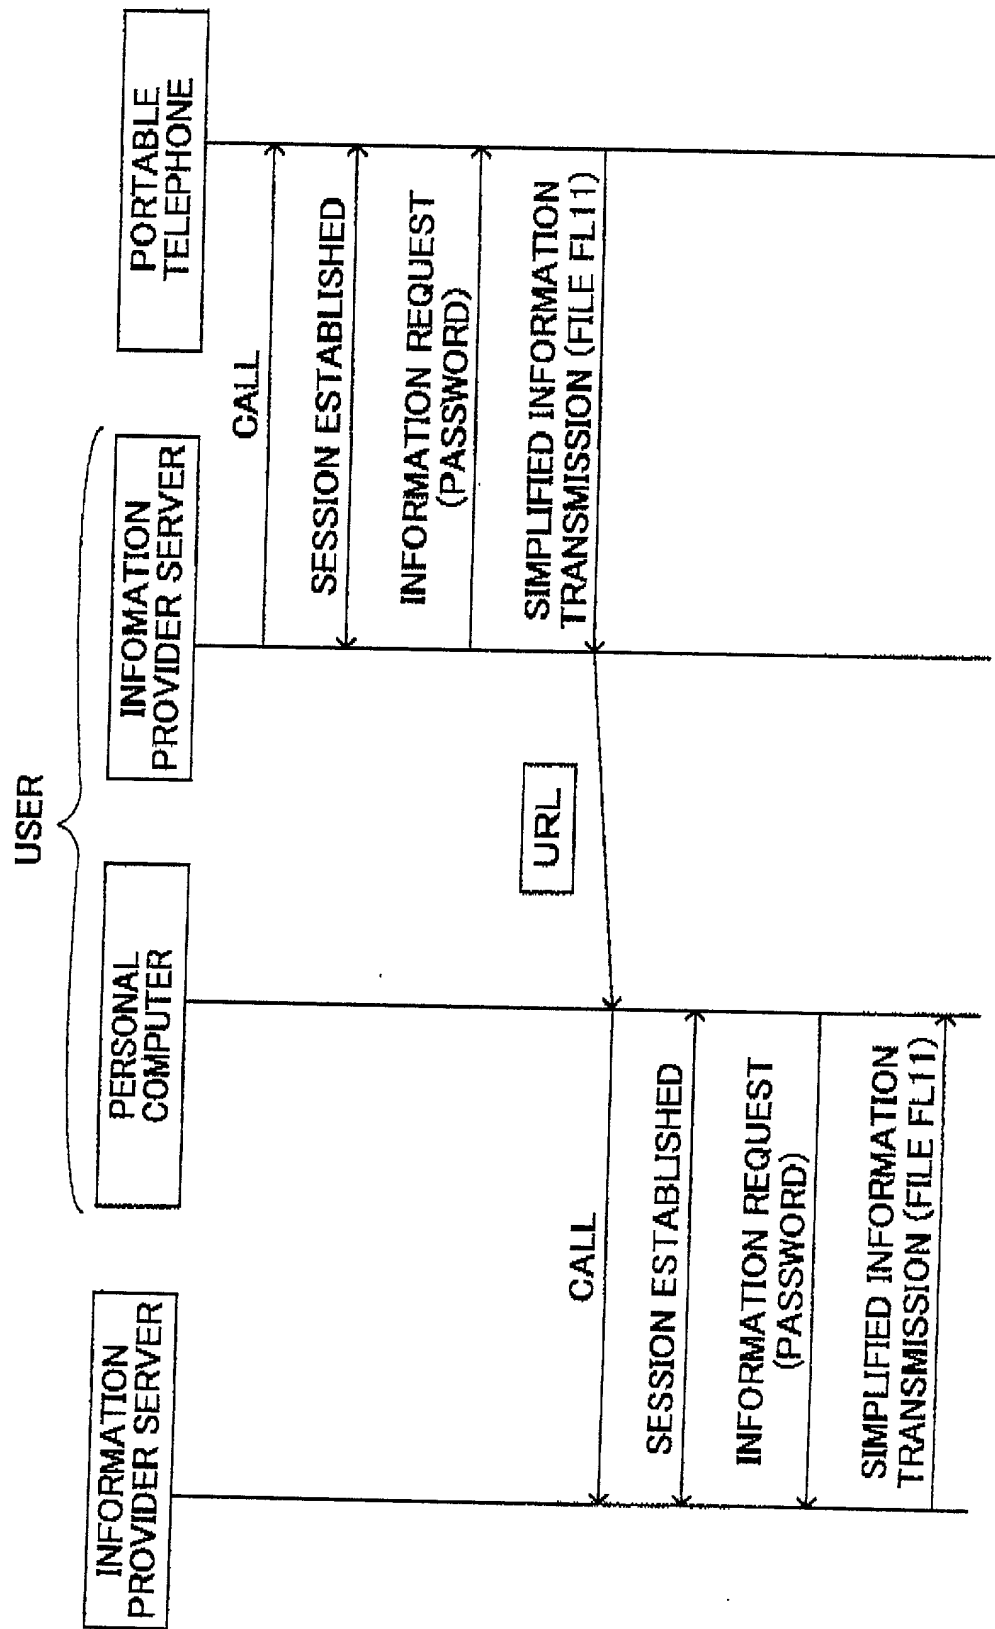 USER
INFORMATION
PROVIDER SERVER
PERSONAL
COMPUTER
INFOMATION
PROVIDER SERVER
PORTABLE
TELEPHONE
CALL
SESSION ESTABLISHED
INFORMATION REQUEST
(PASSWORD)
SIMPLIFIED INFORMATION
TRANSMISSION (FILE FL11)
URL
CALL
SESSION ESTABLISHED
INFORMATION REQUEST
(PASSWORD)
SIMPLIFIED INFORMATION
TRANSMISSION (FILE FL11)